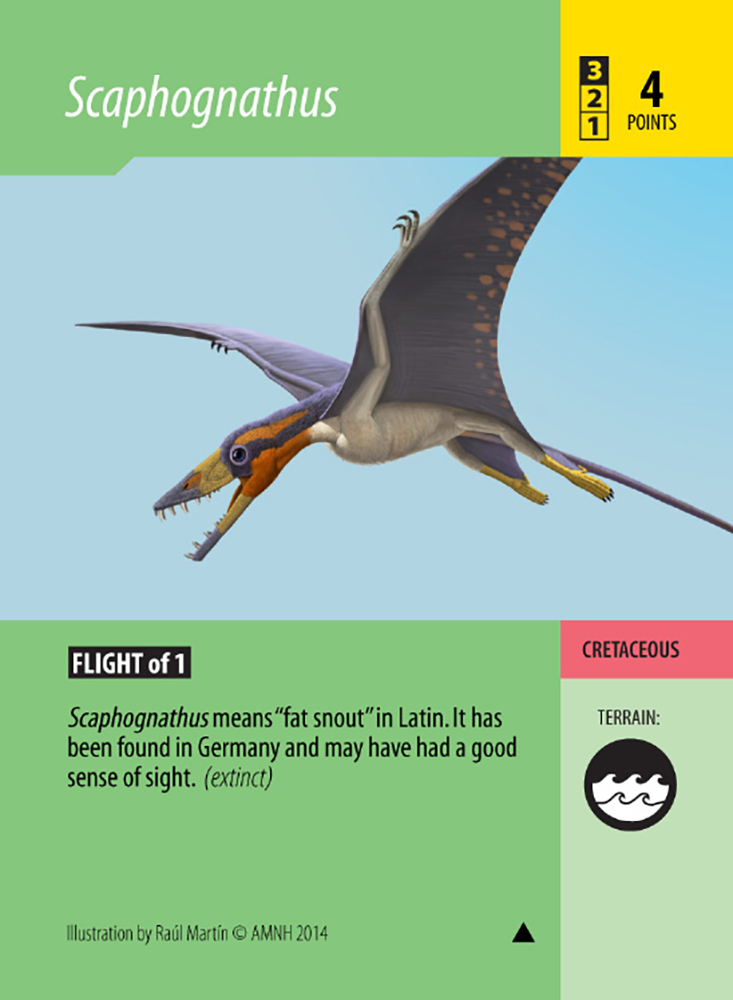 Scaphognathus
3
2
1
4
POINTS
FLIGHT of 1
Scaphognathus means “fat snout” in Latin. It has
been found in Germany and may have had a good
sense of sight. (extinct)
CRETACEOUS
TERRAIN:
Illustration by Raúl Martín © AMNH 2014